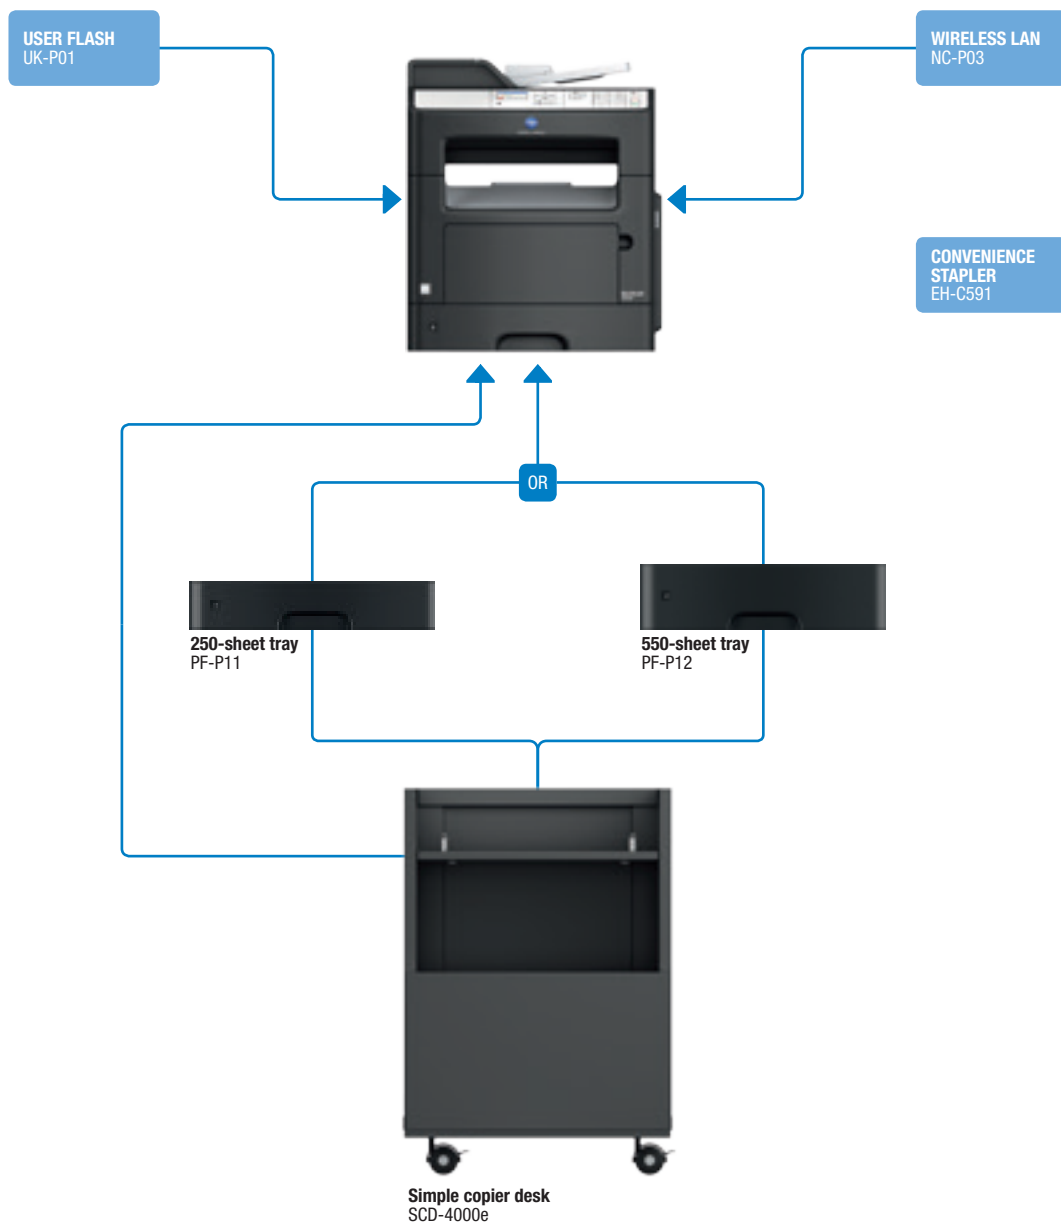 USER FLASH
UK-P01
WIRELESS LAN
NC-P03
CONVENIENCE
STAPLER
EH-C591
OR
250-sheet tray
PF-P11
550-sheet tray
PF-P12
Simple copier desk
SCD-4000e